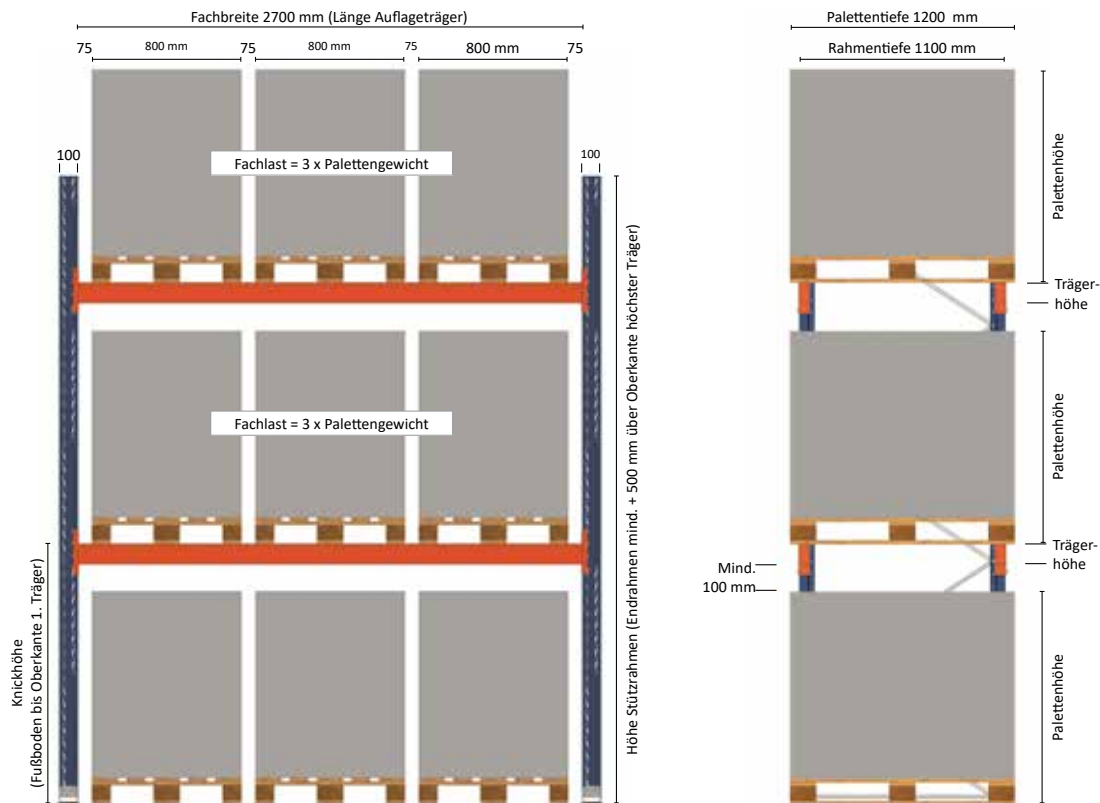 Fachbreite 2700 mm (Länge Auflageträger)
75 800 mm 75 800 mm 75 800 mm 75
100
100
Fachlast = 3 x Palettengewicht
Fachlast = 3 x Palettengewicht
Knickhöhe
(Fußboden bis Oberkante 1. Träger)
Höhe Stützrahmen (Endrahmen mind. + 500 mm über Oberkante höchster Träger)
Palettentiefe 1200 mm
Rahmentiefe 1100 mm
Palettenhöhe
Träger-
höhe
Palettenhöhe
Träger-
höhe
Mind.
100 mm
Palettenhöhe